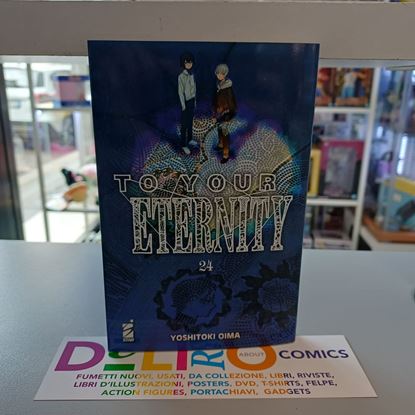 TO YOUR
ETERNITY
24
YOSHITOKI OIMA
DELIRIO ABOUT COMICS
FUMETTI NUOVI, USATI, DA COLLEZIONE, LIBRI, RIVISTE,
LIBRI D'ILLUSTRAZIONI, POSTERS, DVD, T-SHIRTS, FELPE,
ACTION FIGURES, PORTACHIAVI, GADGETS